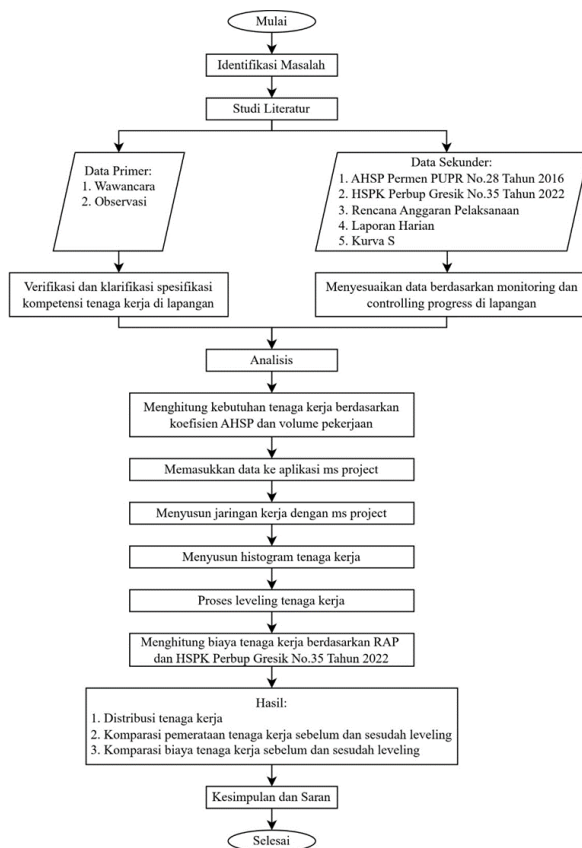 Mulai
Identifikasi Masalah
Studi Literatur
Data Primer:
1. Wawancara
2. Observasi
Data Sekunder:
1. AHSP Permen PUPR No.28 Tahun 2016
2. HSPK Perbup Gresik No.35 Tahun 2022
3. Rencana Anggaran Pelaksanaan
4. Laporan Harian
5. Kurva S
Verifikasi dan klarifikasi spesifikasi
kompetensi tenaga kerja di lapangan
Menyesuaikan data berdasarkan monitoring dan
controlling progress di lapangan
Analisis
Menghitung kebutuhan tenaga kerja berdasarkan
koefisien AHSP dan volume pekerjaan
Memasukkan data ke aplikasi ms project
Menyusun jaringan kerja dengan ms project
Menyusun histogram tenaga kerja
Proses leveling tenaga kerja
Menghitung biaya tenaga kerja berdasarkan RAP
dan HSPK Perbup Gresik No.35 Tahun 2022
Hasil:
1. Distribusi tenaga kerja
2. Komparasi pemerataan tenaga kerja sebelum dan sesudah leveling
3. Komparasi biaya tenaga kerja sebelum dan sesudah leveling
Kesimpulan dan Saran
Selesai